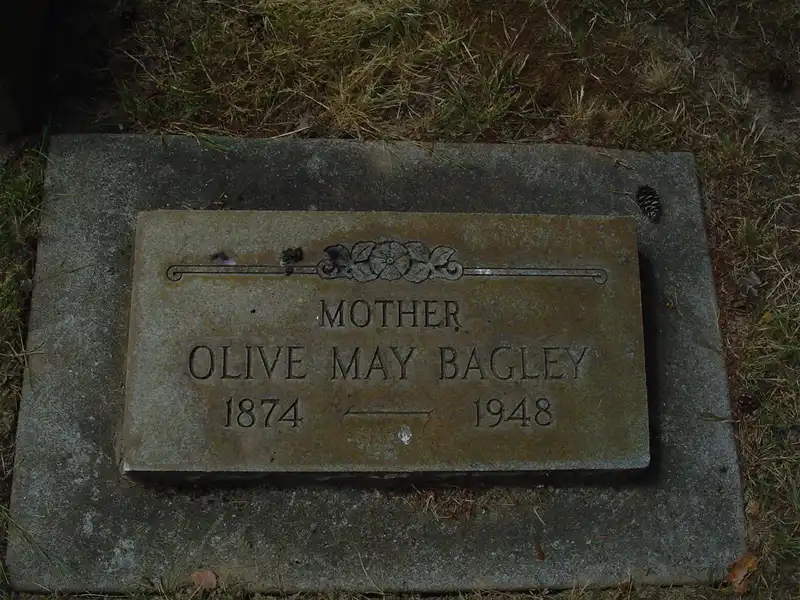 MOTHER
OLIVE MAY BAGLEY
1874 — 1948